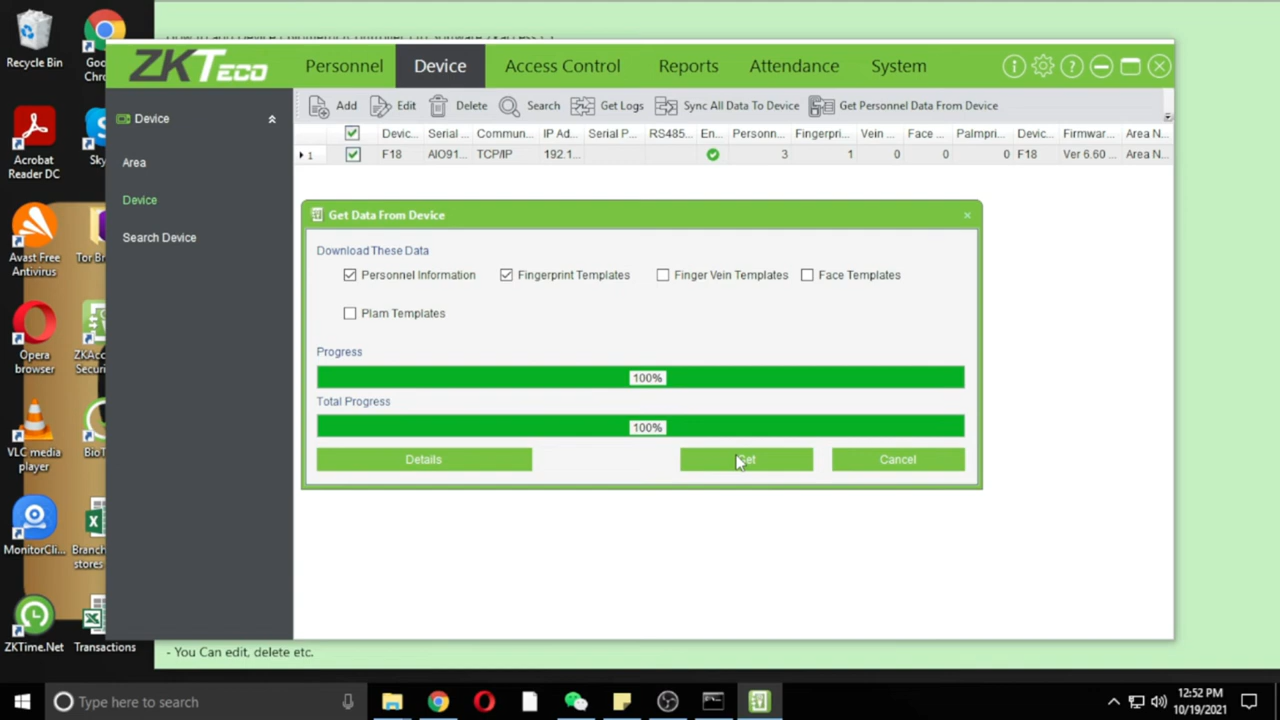 Recycle Bin
Acrobat
Reader DC
Avast Free
Antivirus
Opera
browser
VLC media
player
MonitorCli...
ZKTime.Net
Transactions
ZKTeco
Personnel
Device
Access Control
Reports
Attendance
System
Device
Area
Device
Search Device
Add
Edit
Delete
Search
Get Logs
Sync All Data To Device
Get Personnel Data From Device
Devic... Serial ... Commun... IP Ad... Serial P... RS485... En... Personn... Fingerpri... Vein ... Face ... Palmpri... Devic... Firmwar... Area N...
1 F18 AIO91... TCP/IP 192.1... 3 1 0 0 0 F18 Ver 6.60 ... Area N...
Get Data From Device
Download These Data
Personnel Information
Fingerprint Templates
Finger Vein Templates
Face Templates
Plam Templates
Progress
100%
Total Progress
100%
Details
Cancel
- You Can edit, delete etc.
Type here to search
12:52 PM
10/19/2021